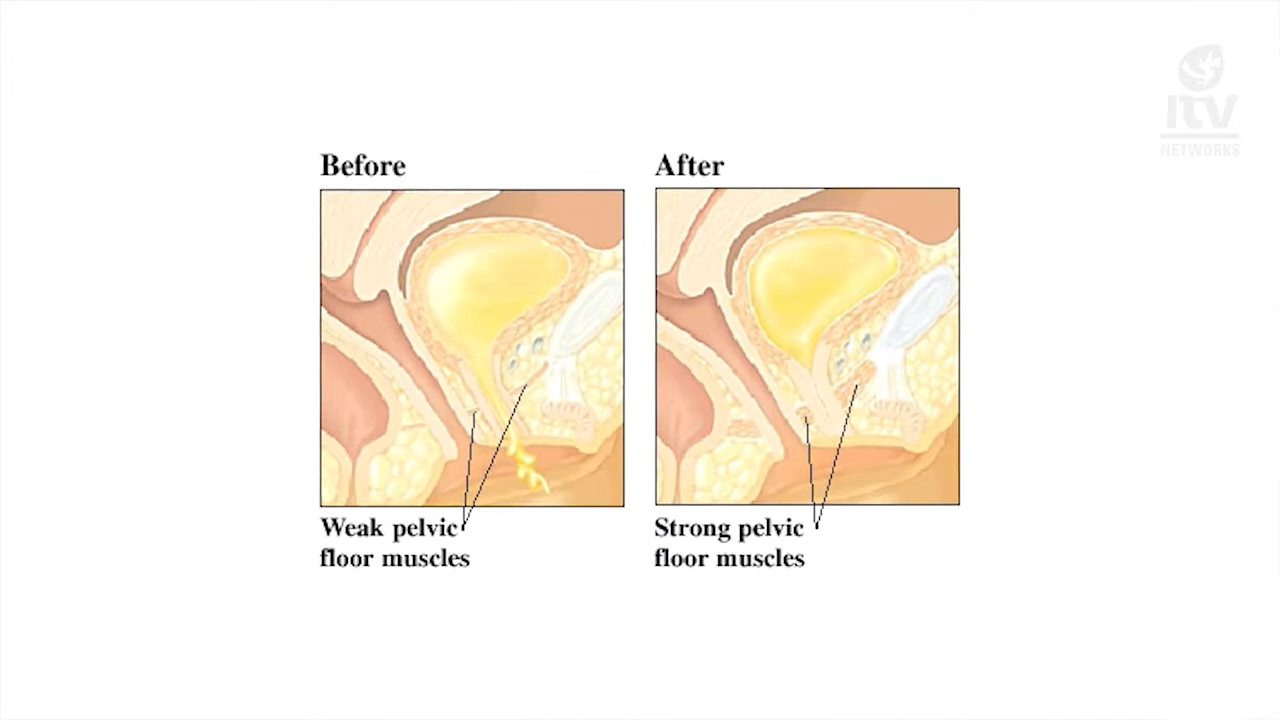 ITV
NETWORKS
Before
After
Weak pelvic
floor muscles
Strong pelvic
floor muscles